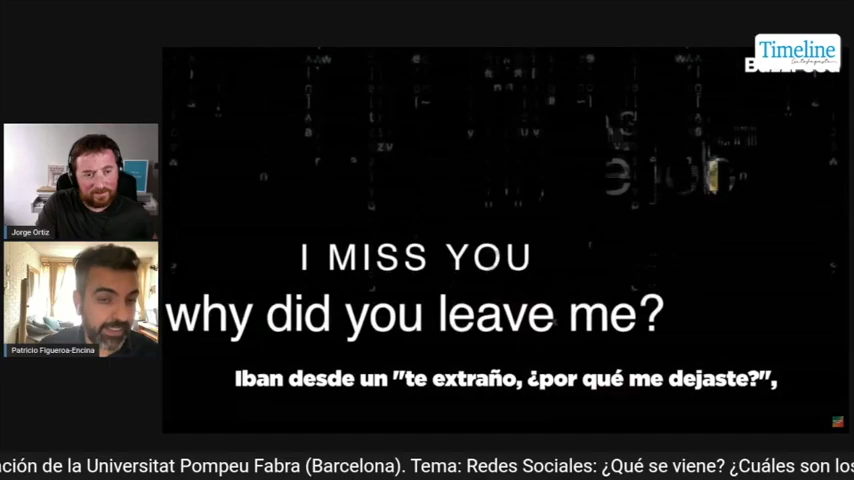 Timeline
I MISS YOU
why did you leave me?
Iban desde un "te extraño, ¿por qué me dejaste?",
Jorge Ortiz
Patricio Figueroa-Encina
ación de la Universitat Pompeu Fabra (Barcelona). Tema: Redes Sociales: ¿Qué se viene? ¿Cuáles son los